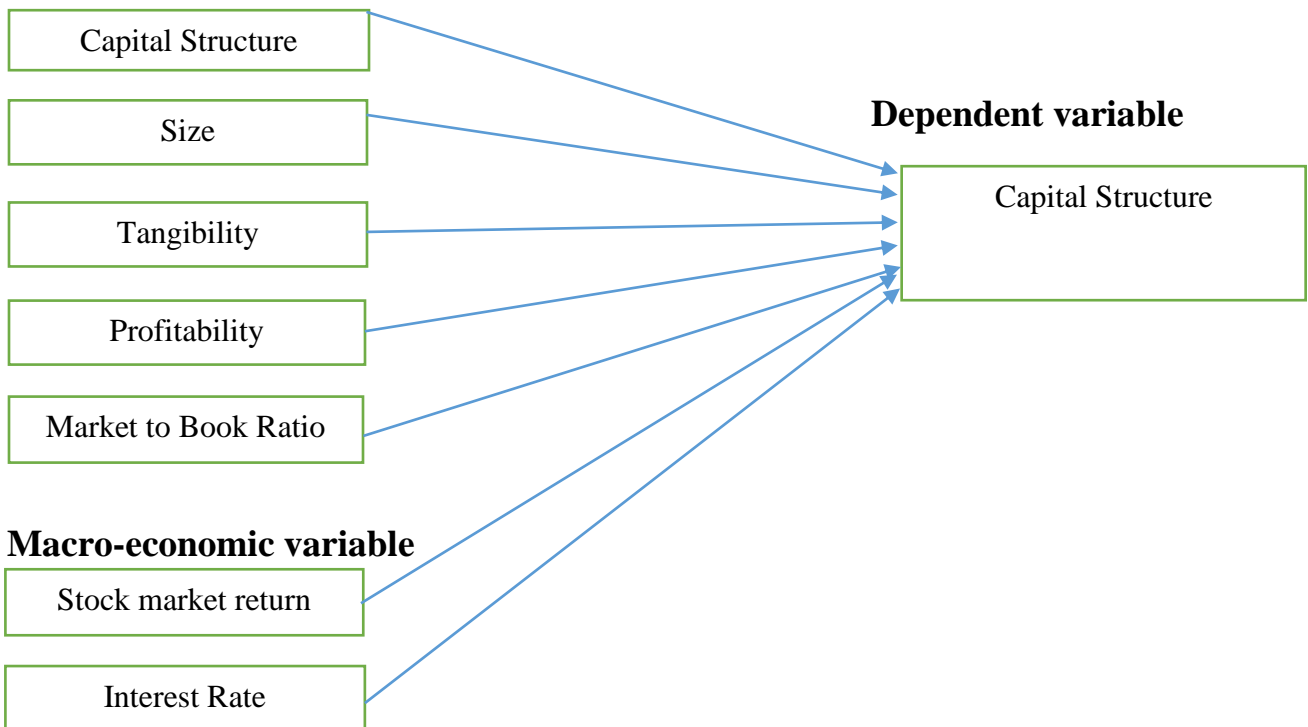 Capital Structure
Size
Tangibility
Profitability
Market to Book Ratio
Macro-economic variable
Stock market return
Interest Rate
Dependent variable
Capital Structure